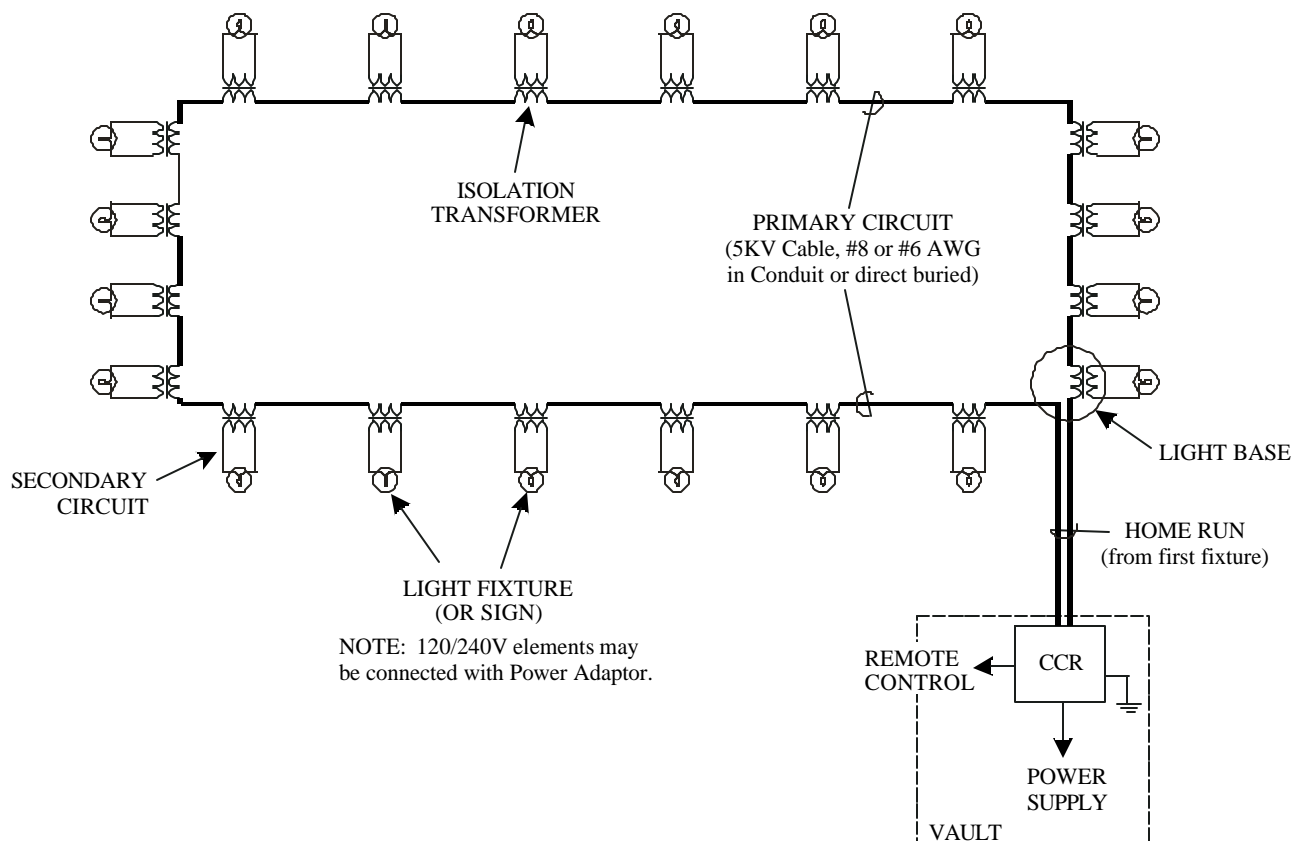 ISOLATION
TRANSFORMER
PRIMARY CIRCUIT
(5KV Cable, #8 or #6 AWG
in Conduit or direct buried)
LIGHT BASE
SECONDARY
CIRCUIT
HOME RUN
(from first fixture)
LIGHT FIXTURE
(OR SIGN)
NOTE: 120/240V elements may
be connected with Power Adaptor.
REMOTE
CONTROL
CCR
POWER
SUPPLY
VAULT